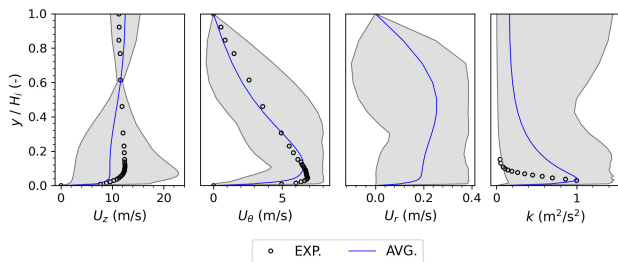 1.0
0.8
0.6
0.4
0.2
0.0
y / H_i (-)
0 10 20
U_z (m/s)
0 5
U_θ (m/s)
0.0 0.2 0.4
U_r (m/s)
0 1
k (m²/s²)
EXP. AVG.